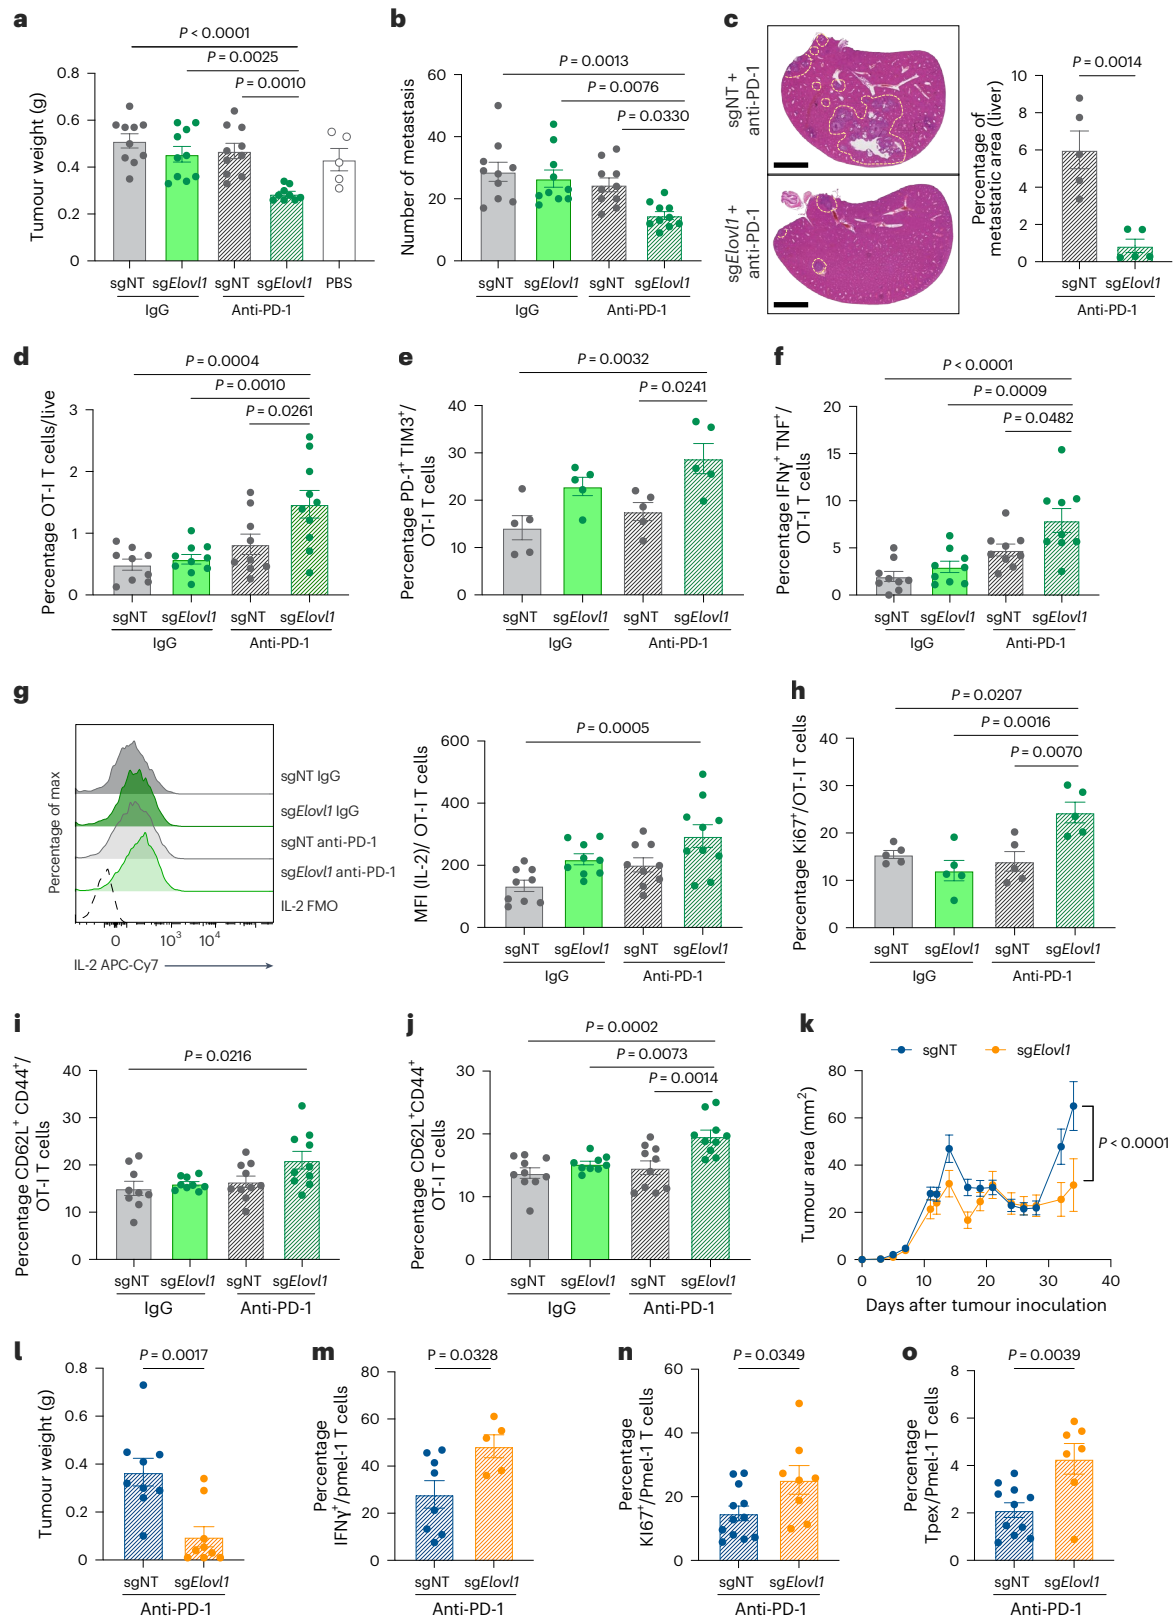 a
P < 0.0001
P = 0.0025
P = 0.0010
Tumour weight (g)
0.8
0.6
0.4
0.2
0
sgNT sgElovl1 sgNT sgElovl1 PBS
IgG Anti-PD-1
b
P = 0.0013
P = 0.0076
P = 0.0330
Number of metastasis
60
40
20
0
sgNT sgElovl1 sgNT sgElovl1
IgG Anti-PD-1
c
sgNT +
anti-PD-1
sgElovl1 +
anti-PD-1
P = 0.0014
Percentage of
metastatic area (liver)
10
8
6
4
2
0
sgNT sgElovl1
Anti-PD-1
d
P = 0.0004
P = 0.0010
P = 0.0261
Percentage OT-I T cells/live
3
2
1
0
sgNT sgElovl1 sgNT sgElovl1
IgG Anti-PD-1
e
P = 0.0032
P = 0.0241
Percentage PD-1⁺ TIM3⁺/
OT-I T cells
40
30
20
10
0
sgNT sgElovl1 sgNT sgElovl1
IgG Anti-PD-1
f
P < 0.0001
P = 0.0009
P = 0.0482
Percentage IFNγ⁺ TNF⁺/
OT-I T cells
20
15
10
5
0
sgNT sgElovl1 sgNT sgElovl1
IgG Anti-PD-1
g
Percentage of max
sgNT IgG
sgElovl1 IgG
sgNT anti-PD-1
sgElovl1 anti-PD-1
IL-2 FMO
0 10³ 10⁴
IL-2 APC-Cy7
P = 0.0005
MFI (IL-2)/ OT-I T cells
600
400
200
0
sgNT sgElovl1 sgNT sgElovl1
IgG Anti-PD-1
h
P = 0.0207
P = 0.0016
P = 0.0070
Percentage Ki67⁺/OT-I T cells
40
30
20
10
0
sgNT sgElovl1 sgNT sgElovl1
IgG Anti-PD-1
i
P = 0.0216
Percentage CD62L⁺ CD44⁺/
OT-I T cells
40
30
20
10
0
sgNT sgElovl1 sgNT sgElovl1
IgG Anti-PD-1
j
P = 0.0002
P = 0.0073
P = 0.0014
Percentage CD62L⁺CD44⁺
OT-I T cells
30
20
10
0
sgNT sgElovl1 sgNT sgElovl1
IgG Anti-PD-1
k
sgNT sgElovl1
Tumour area (mm²)
80
60
40
20
0
P < 0.0001
0 10 20 30 40
Days after tumour inoculation
l
P = 0.0017
Tumour weight (g)
0.8
0.6
0.4
0.2
0
sgNT sgElovl1
Anti-PD-1
m
P = 0.0328
Percentage
IFNγ⁺/pmel-1 T cells
80
60
40
20
0
sgNT sgElovl1
Anti-PD-1
n
P = 0.0349
Percentage
KI67⁺/Pmel-1 T cells
60
40
20
0
sgNT sgElovl1
Anti-PD-1
o
P = 0.0039
Percentage
Tpex/Pmel-1 T cells
8
6
4
2
0
sgNT sgElovl1
Anti-PD-1